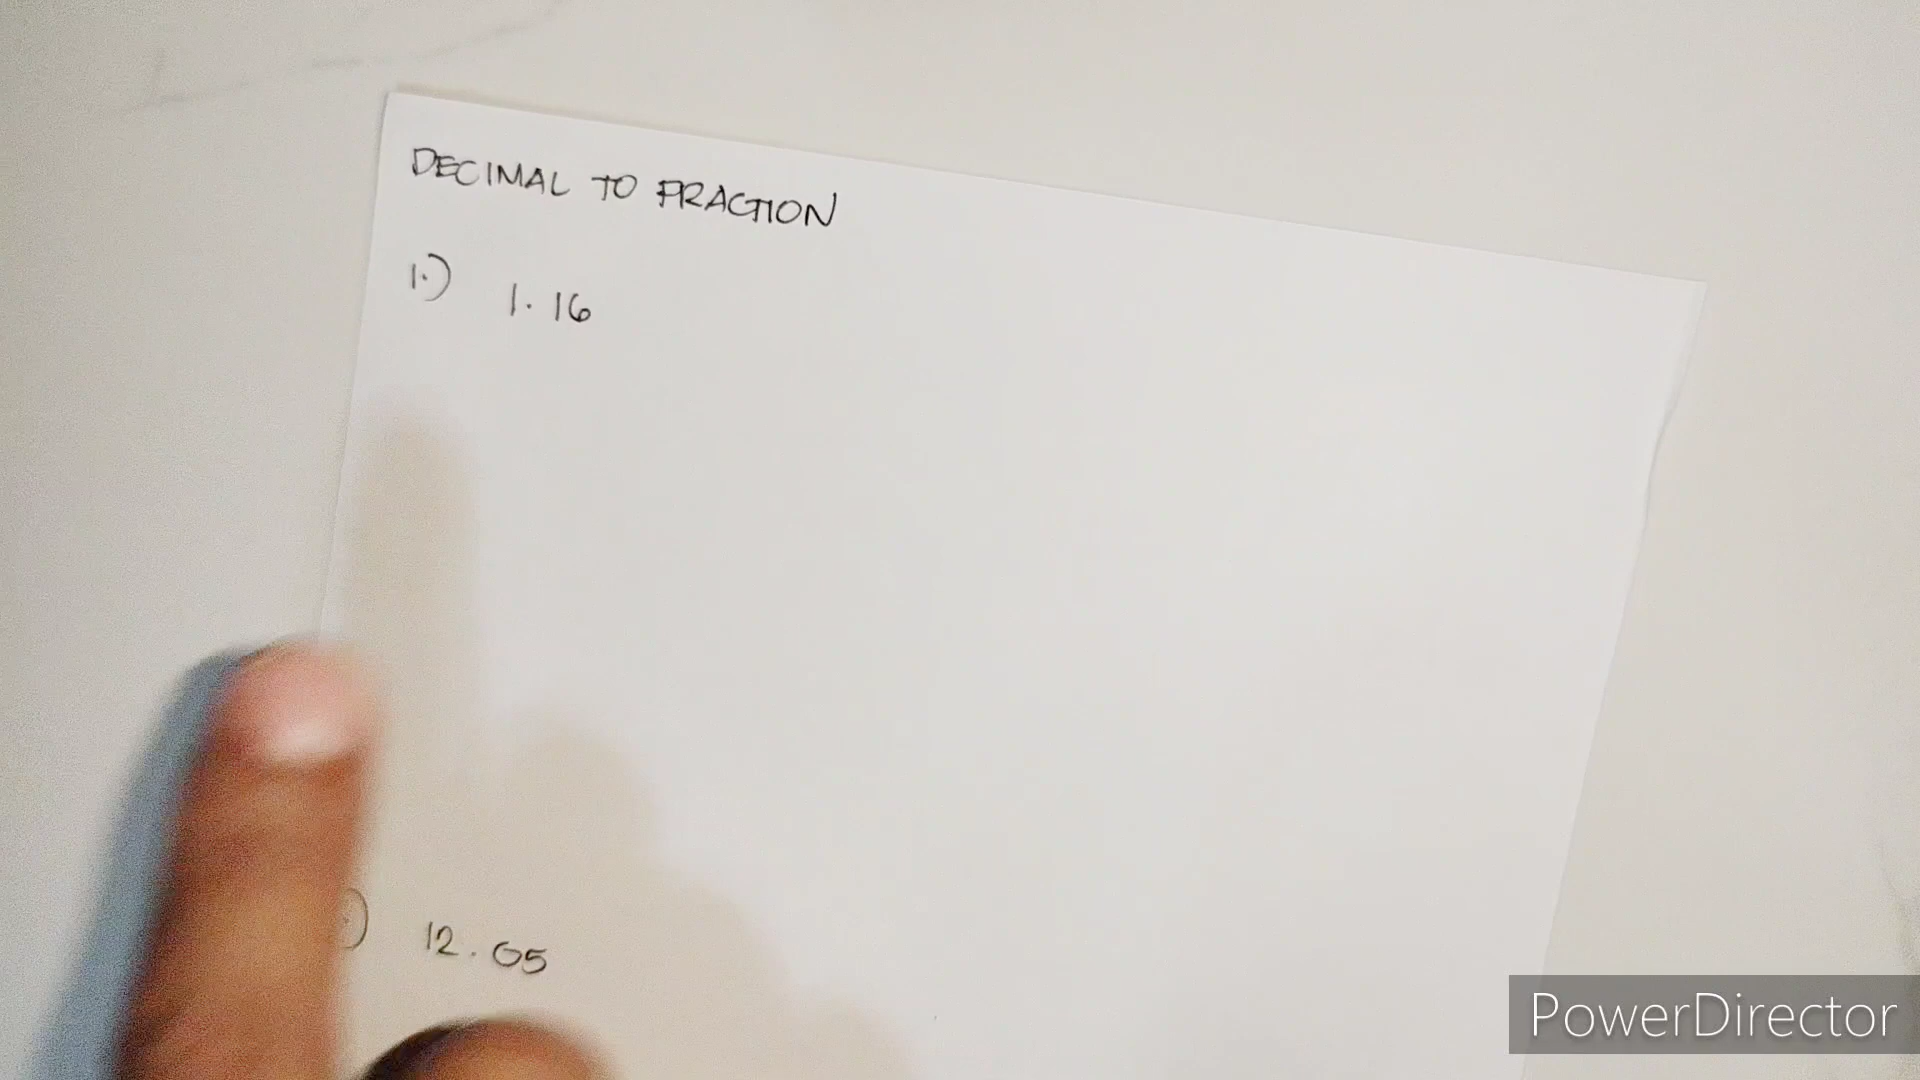 DECIMAL TO FRACTION
1.) 1.16
) 12.05
PowerDirector